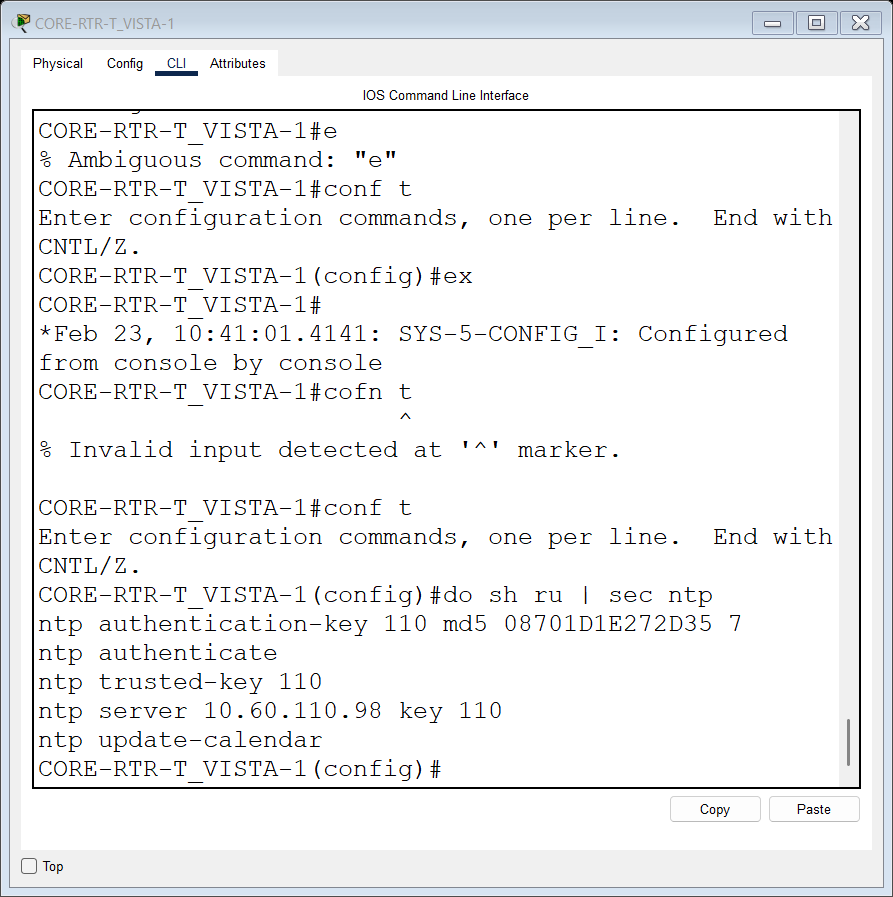 CORE-RTR-T_VISTA-1
Physical Config CLI Attributes
IOS Command Line Interface
CORE-RTR-T_VISTA-1#e
% Ambiguous command: "e"
CORE-RTR-T_VISTA-1#conf t
Enter configuration commands, one per line.  End with
CNTL/Z.
CORE-RTR-T_VISTA-1(config)#ex
CORE-RTR-T_VISTA-1#
*Feb 23, 10:41:01.4141: SYS-5-CONFIG_I: Configured
from console by console
CORE-RTR-T_VISTA-1#cofn t
^
% Invalid input detected at '^' marker.
CORE-RTR-T_VISTA-1#conf t
Enter configuration commands, one per line.  End with
CNTL/Z.
CORE-RTR-T_VISTA-1(config)#do sh ru | sec ntp
ntp authentication-key 110 md5 08701D1E272D35 7
ntp authenticate
ntp trusted-key 110
ntp server 10.60.110.98 key 110
ntp update-calendar
CORE-RTR-T_VISTA-1(config)#
Copy Paste
Top